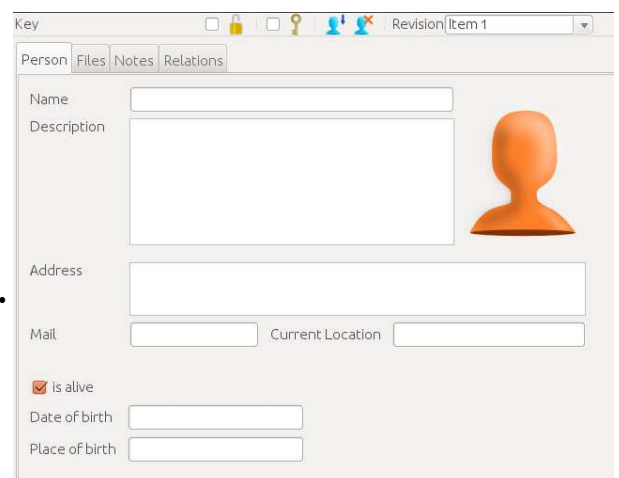 Key Revision Item 1
Person Files Notes Relations
Name
Description
Address
Mail Current Location
is alive
Date of birth
Place of birth